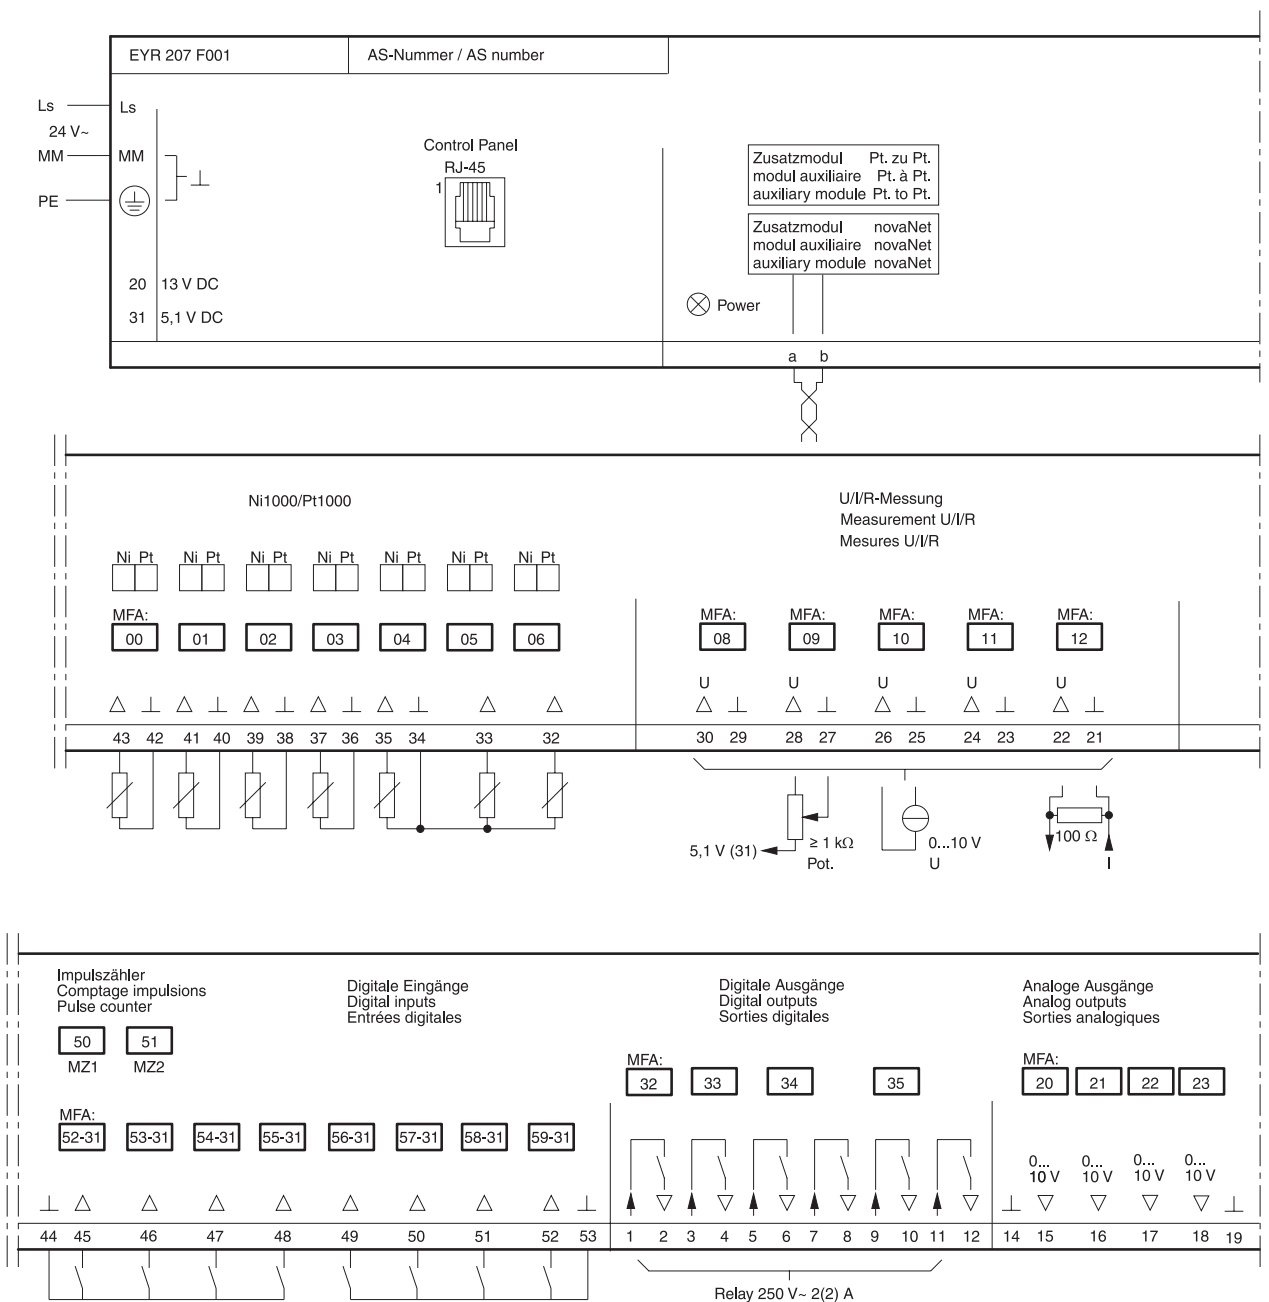 EYR 207 F001 AS-Nummer / AS number
Ls Ls
24 V~
MM MM
PE
20 13 V DC
31 5,1 V DC
Control Panel
RJ-45
1
Zusatzmodul Pt. zu Pt.
modul auxiliaire Pt. à Pt.
auxiliary module Pt. to Pt.
Zusatzmodul novaNet
modul auxiliaire novaNet
auxiliary module novaNet
Power
a b
Ni1000/Pt1000
U/I/R-Messung
Measurement U/I/R
Mesures U/I/R
Ni Pt Ni Pt Ni Pt Ni Pt Ni Pt Ni Pt Ni Pt
MFA: MFA: MFA: MFA: MFA: MFA:
00 01 02 03 04 05 06 08 09 10 11 12
U U U U U
43 42 41 40 39 38 37 36 35 34 33 32 30 29 28 27 26 25 24 23 22 21
5,1 V (31)
≥ 1 kΩ
Pot.
0...10 V
U
100 Ω
I
Impulszähler
Comptage impulsions
Pulse counter
50 51
MZ1 MZ2
Digitale Eingänge
Digital inputs
Entrées digitales
MFA:
52-31 53-31 54-31 55-31 56-31 57-31 58-31 59-31
Digitale Ausgänge
Digital outputs
Sorties digitales
MFA:
32 33 34 35
Analoge Ausgänge
Analog outputs
Sorties analogiques
MFA:
20 21 22 23
0... 0... 0... 0...
10 V 10 V 10 V 10 V
44 45 46 47 48 49 50 51 52 53 1 2 3 4 5 6 7 8 9 10 11 12 14 15 16 17 18 19
Relay 250 V~ 2(2) A